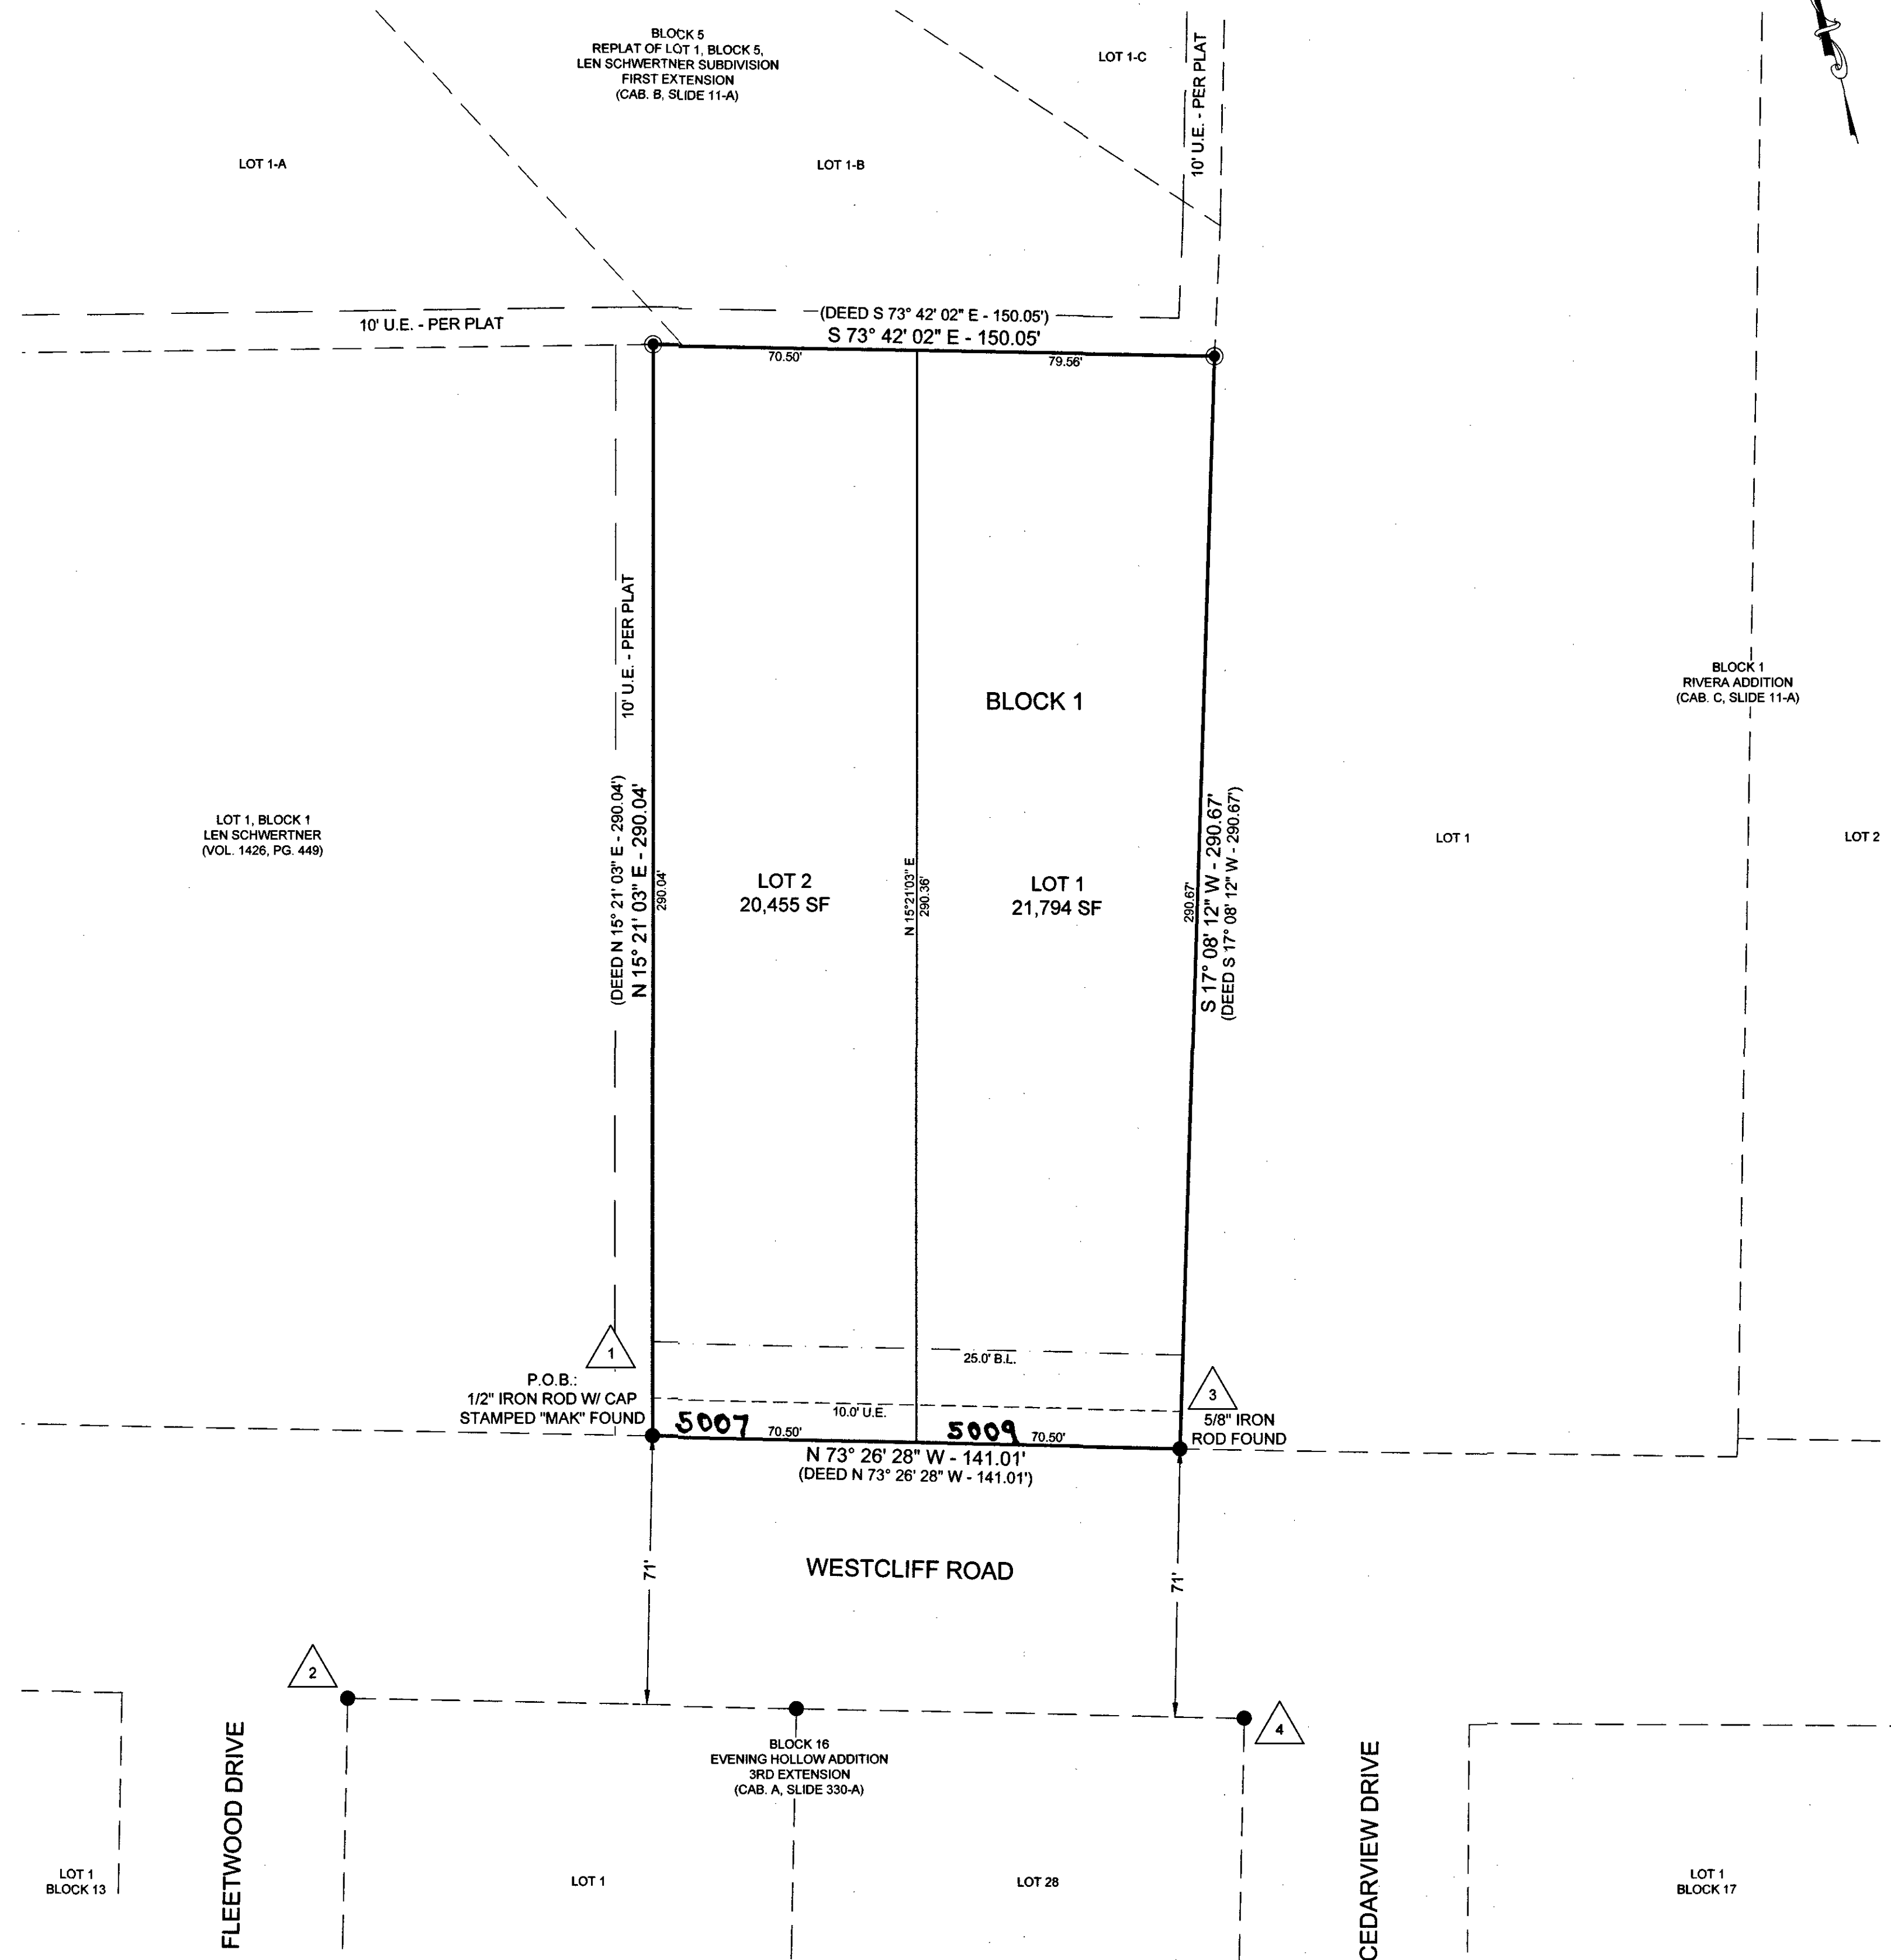 BLOCK 5
REPLAT OF LOT 1, BLOCK 5,
LEN SCHWERTNER SUBDIVISION
FIRST EXTENSION
(CAB. B, SLIDE 11-A)
LOT 1-C
10' U.E. - PER PLAT
LOT 1-A
LOT 1-B
10' U.E. - PER PLAT
(DEED S 73° 42' 02" E - 150.05')
S 73° 42' 02" E - 150.05'
70.50'
79.56'
10' U.E. - PER PLAT
BLOCK 1
BLOCK 1
RIVERA ADDITION
(CAB. C, SLIDE 11-A)
LOT 1, BLOCK 1
LEN SCHWERTNER
(VOL. 1426, PG. 449)
(DEED N 15° 21' 03" E - 290.04')
N 15° 21' 03" E - 290.04'
290.04'
LOT 2
20,455 SF
N 15°21'03" E
290.36'
LOT 1
21,794 SF
290.67'
S 17° 08' 12" W - 290.67'
(DEED S 17° 08' 12" W - 290.67')
LOT 1
LOT 2
1
25.0' B.L.
P.O.B.:
1/2" IRON ROD W/ CAP
STAMPED "MAK" FOUND
10.0' U.E.
3
5/8" IRON
ROD FOUND
5007
70.50'
5009
70.50'
N 73° 26' 28" W - 141.01'
(DEED N 73° 26' 28" W - 141.01')
71'
WESTCLIFF ROAD
71'
2
4
BLOCK 16
EVENING HOLLOW ADDITION
3RD EXTENSION
(CAB. A, SLIDE 330-A)
FLEETWOOD DRIVE
CEDARVIEW DRIVE
LOT 1
BLOCK 13
LOT 1
LOT 28
LOT 1
BLOCK 17